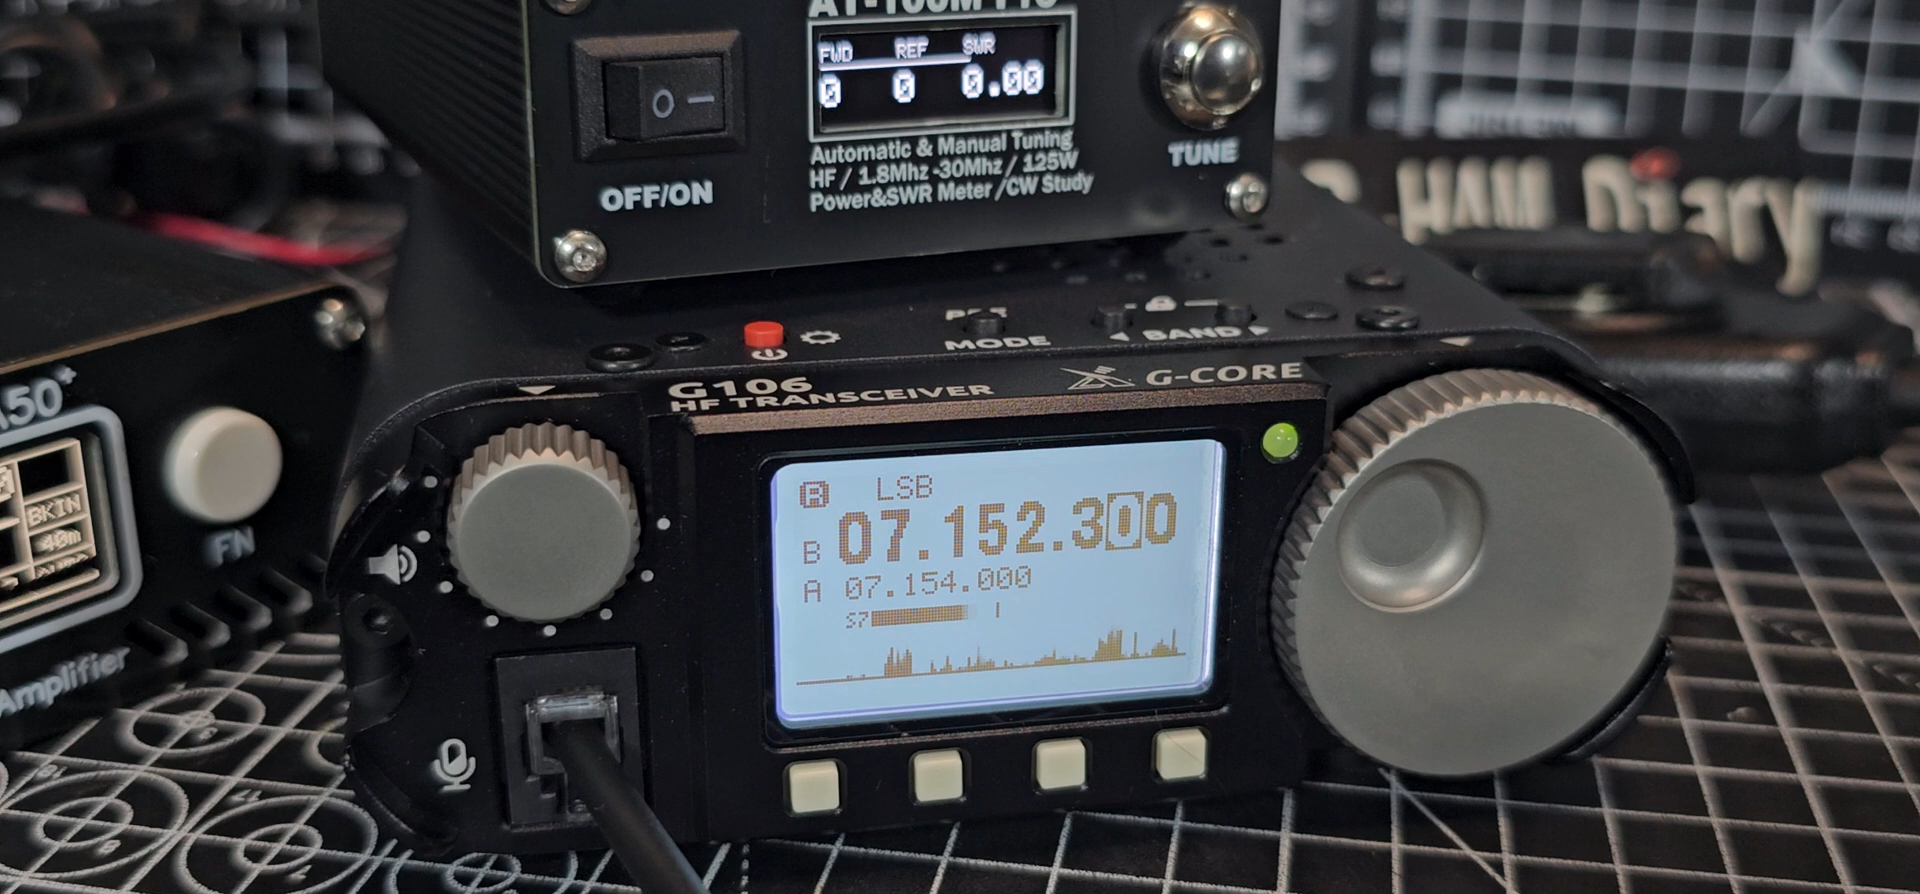 AT-100M Pro
FWD REF SWR
0 0 0.00
Automatic & Manual Tuning
HF / 1.8Mhz -30Mhz / 125W
Power&SWR Meter /CW Study
OFF/ON
TUNE
HAM Diary
MODE
BAND
G106
HF TRANSCEIVER
G-CORE
50+
BKIN
40m
FN
Amplifier
R LSB
B 07.152.300
A 07.154.000
S7